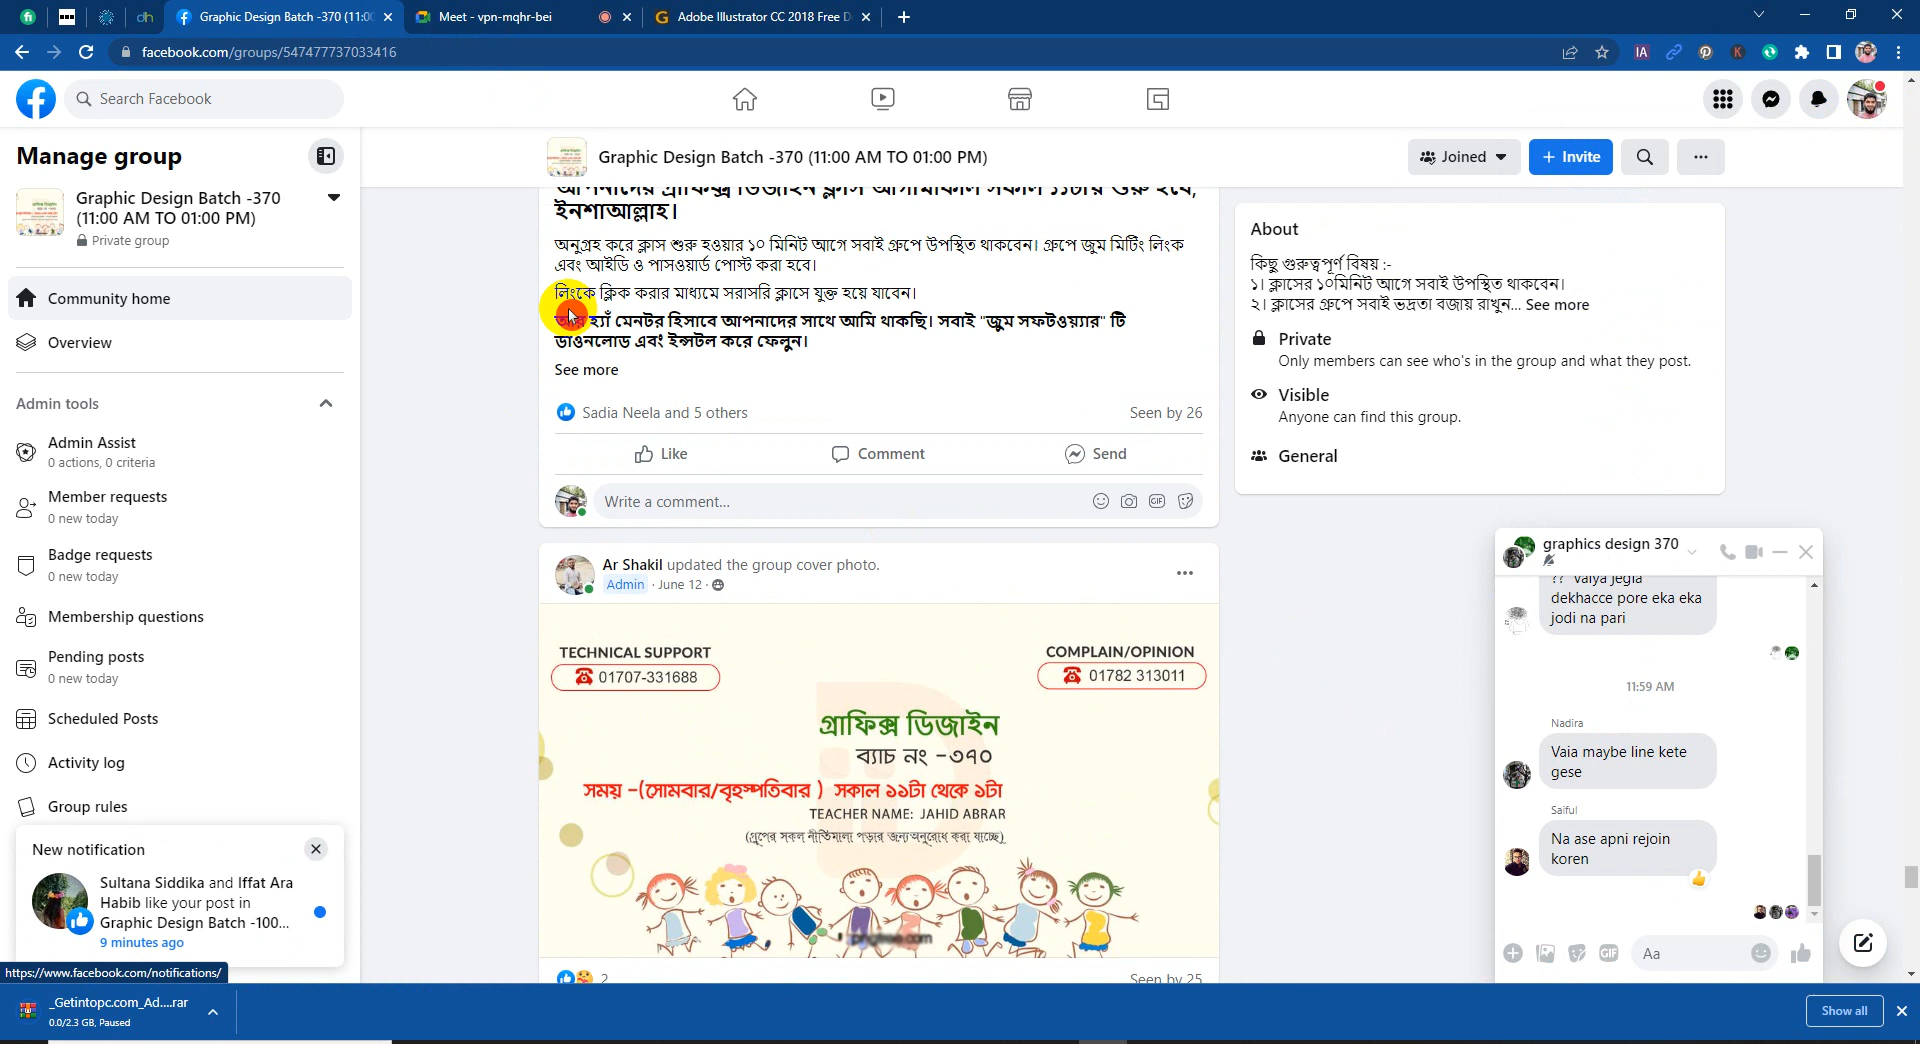 Graphic Design Batch -370 (11:00
Meet - vpn-mqhr-bei
Adobe Illustrator CC 2018 Free D
facebook.com/groups/547477737033416
Search Facebook
Manage group
Graphic Design Batch -370
(11:00 AM TO 01:00 PM)
Private group
Community home
Overview
Admin tools
Admin Assist
0 actions, 0 criteria
Member requests
0 new today
Badge requests
0 new today
Membership questions
Pending posts
0 new today
Scheduled Posts
Activity log
Group rules
New notification
Sultana Siddika and Iffat Ara
Habib like your post in
Graphic Design Batch -100...
9 minutes ago
https://www.facebook.com/notifications/
Graphic Design Batch -370 (11:00 AM TO 01:00 PM)
Joined
+ Invite
আপনাদের গ্রাফিক্স ডিজাইন ক্লাস আগামীকাল সকাল ১১টায় শুরু হবে,
ইনশাআল্লাহ।
অনুগ্রহ করে ক্লাস শুরু হওয়ার ১০ মিনিট আগে সবাই গ্রুপে উপস্থিত থাকবেন। গ্রুপে জুম মিটিং লিংক
এবং আইডি ও পাসওয়ার্ড পোস্ট করা হবে।
লিংকে ক্লিক করার মাধ্যমে সরাসরি ক্লাসে যুক্ত হয়ে যাবেন।
আর হ্যাঁ মেনটর হিসাবে আপনাদের সাথে আমি থাকছি। সবাই "জুম সফটওয়্যার" টি
ডাউনলোড এবং ইন্সটল করে ফেলুন।
See more
Sadia Neela and 5 others
Seen by 26
Like
Comment
Send
Write a comment...
GIF
Ar Shakil updated the group cover photo.
Admin · June 12 ·
TECHNICAL SUPPORT
01707-331688
COMPLAIN/OPINION
01782 313011
গ্রাফিক্স ডিজাইন
ব্যাচ নং -৩৭০
সময় -(সোমবার/বৃহস্পতিবার ) সকাল ১১টা থেকে ১টা
TEACHER NAME: JAHID ABRAR
(গ্রুপের সকল নীতিমালা পড়ার জন্য অনুরোধ করা যাচ্ছে)
2
Seen by 25
About
কিছু গুরুত্বপূর্ণ বিষয় :-
১। ক্লাসের ১০মিনিট আগে সবাই উপস্থিত থাকবেন।
২। ক্লাসের গ্রুপে সবাই ভদ্রতা বজায় রাখুন... See more
Private
Only members can see who's in the group and what they post.
Visible
Anyone can find this group.
General
graphics design 370
?? Vaiya jegla
dekhacce pore eka eka
jodi na pari
11:59 AM
Nadira
Vaia maybe line kete
gese
Saiful
Na ase apni rejoin
koren
GIF
Aa
_Getintopc.com_Ad....rar
0.0/2.3 GB, Paused
Show all